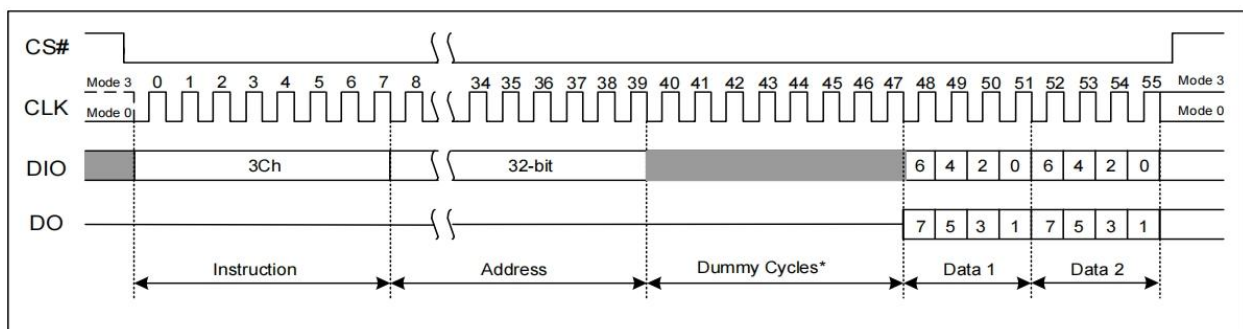 CS#
Mode 3 0 1 2 3 4 5 6 7 8 34 35 36 37 38 39 40 41 42 43 44 45 46 47 48 49 50 51 52 53 54 55 Mode 3
CLK
Mode 0 Mode 0
DIO 3Ch 32-bit 6 4 2 0 6 4 2 0
DO 7 5 3 1 7 5 3 1
Instruction Address Dummy Cycles* Data 1 Data 2